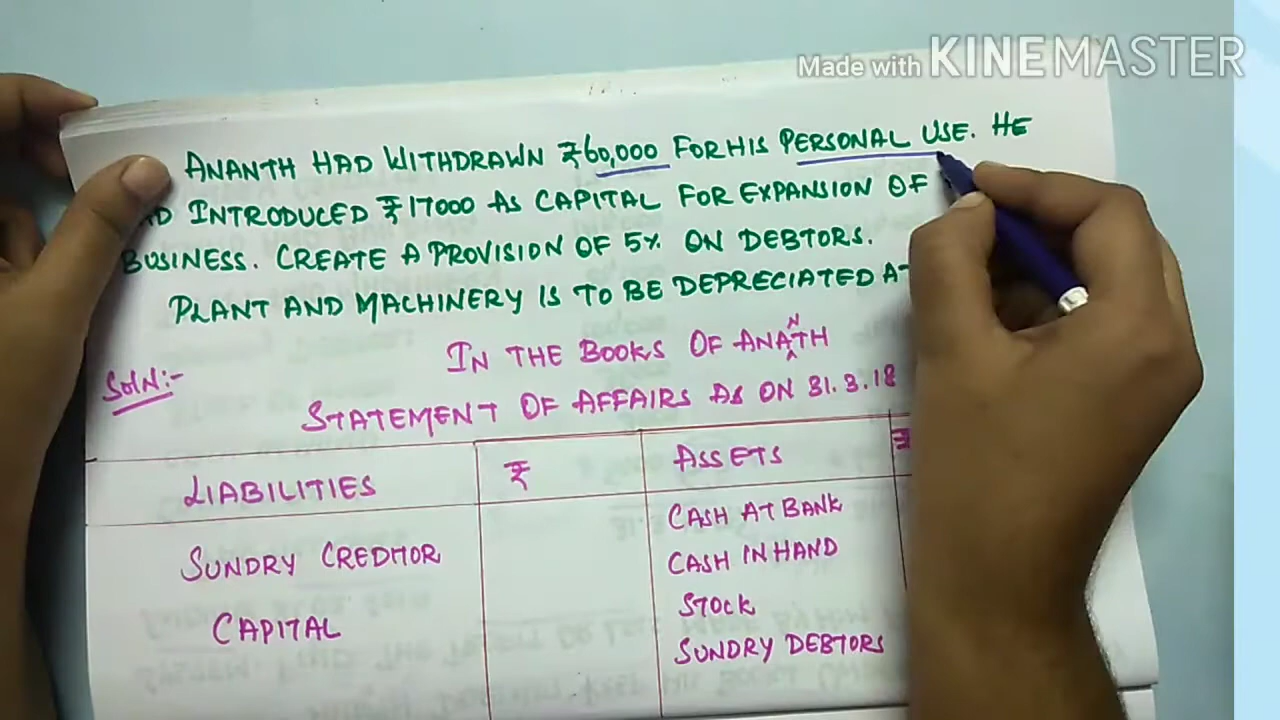 Made with KINEMASTER
ANANTH HAD WITHDRAWN ₹60,000 FOR HIS PERSONAL USE. HE
INTRODUCED ₹17000 AS CAPITAL FOR EXPANSION OF
BUSINESS. CREATE A PROVISION OF 5% ON DEBTORS.
PLANT AND MACHINERY IS TO BE DEPRECIATED AT
IN THE BOOKS OF ANANTH
Soln:-
STATEMENT OF AFFAIRS AS ON 31.3.18
LIABILITIES ₹ ASSETS ₹
SUNDRY CREDITOR CASH AT BANK
CAPITAL CASH IN HAND
STOCK
SUNDRY DEBTORS